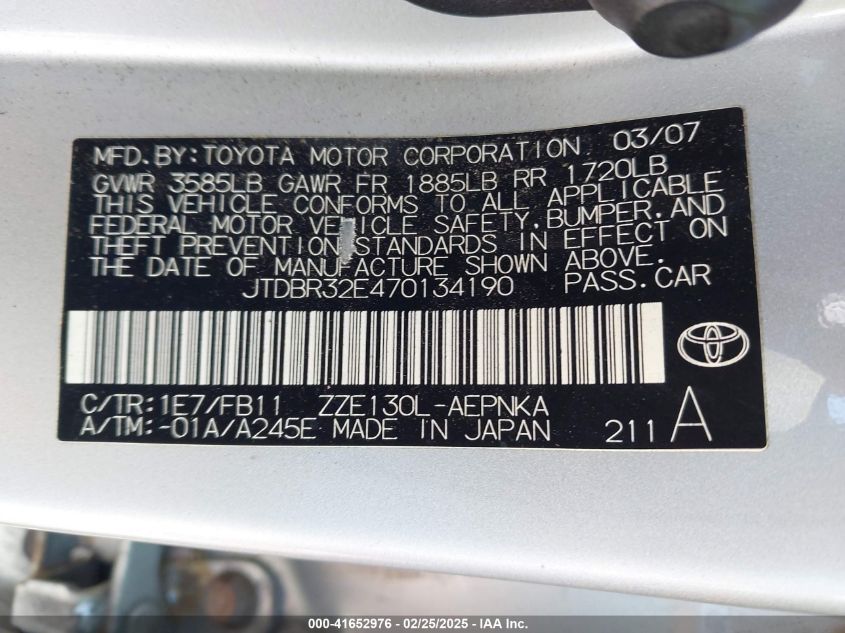 MFD.BY:TOYOTA MOTOR CORPORATION 03/07
GVWR 3585LB GAWR FR 1885LB RR 1720LB
THIS VEHICLE CONFORMS TO ALL APPLICABLE
FEDERAL MOTOR VEHICLE SAFETY,BUMPER,AND
THEFT PREVENTION STANDARDS IN EFFECT ON
THE DATE OF MANUFACTURE SHOWN ABOVE.
JTDBR32E470134190 PASS.CAR
C/TR:1E7/FB11 ZZE130L-AEPNKA
A/TM:-01A/A245E MADE IN JAPAN 211 A
000-41652976 / 02/25/2025 - IAA Inc.